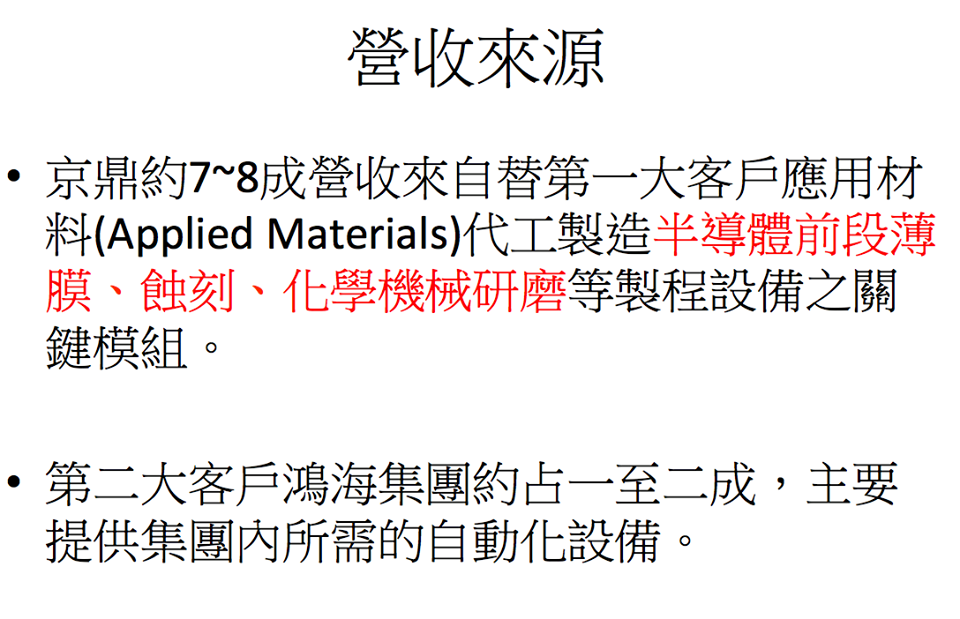 營收來源
• 京鼎約7~8成營收來自替第一大客戶應用材
料(Applied Materials)代工製造半導體前段薄
膜、蝕刻、化學機械研磨等製程設備之關
鍵模組。
• 第二大客戶鴻海集團約占一至二成，主要
提供集團內所需的自動化設備。